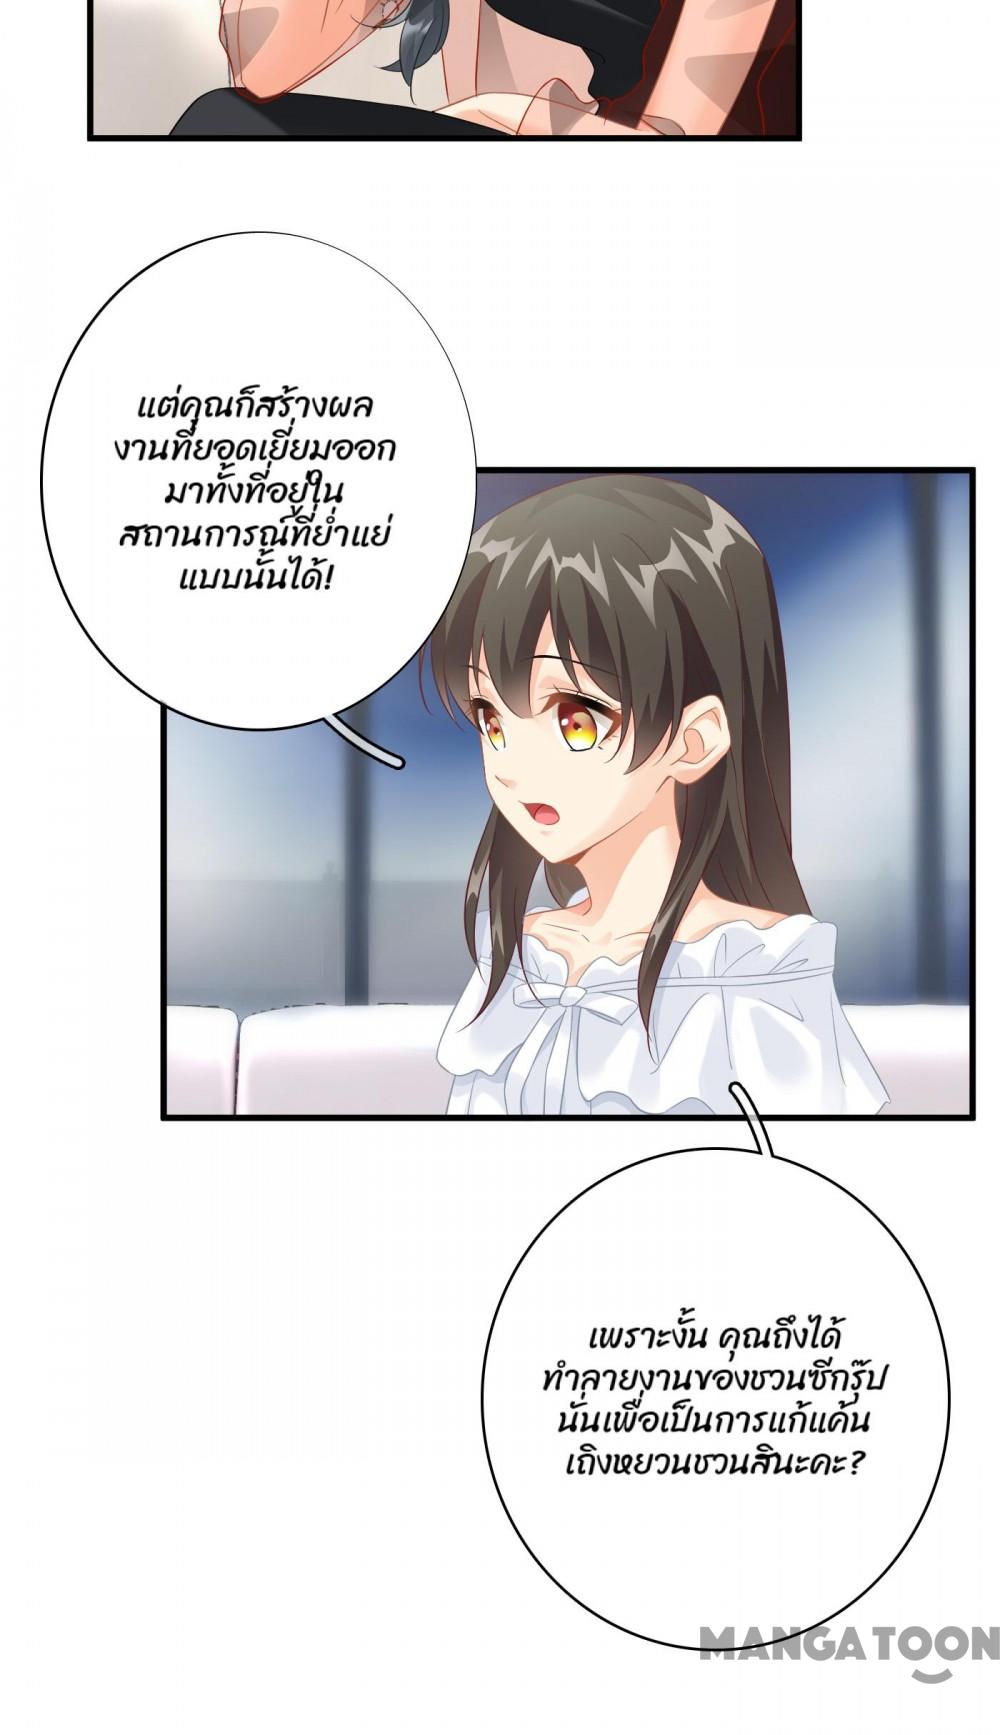 แต่คุณก็สร้างผล
งานที่ยอดเยี่ยมออก
มาทั้งที่อยู่ใน
สถานการณ์ที่ย่ำแย่
แบบนั้นได้!
เพราะงั้น คุณถึงได้
ทำลายงานของชวนซีกรุ๊ป
นั่นเพื่อเป็นการแก้แค้น
เถิงหยวนชวนสินะคะ?
MANGATOON